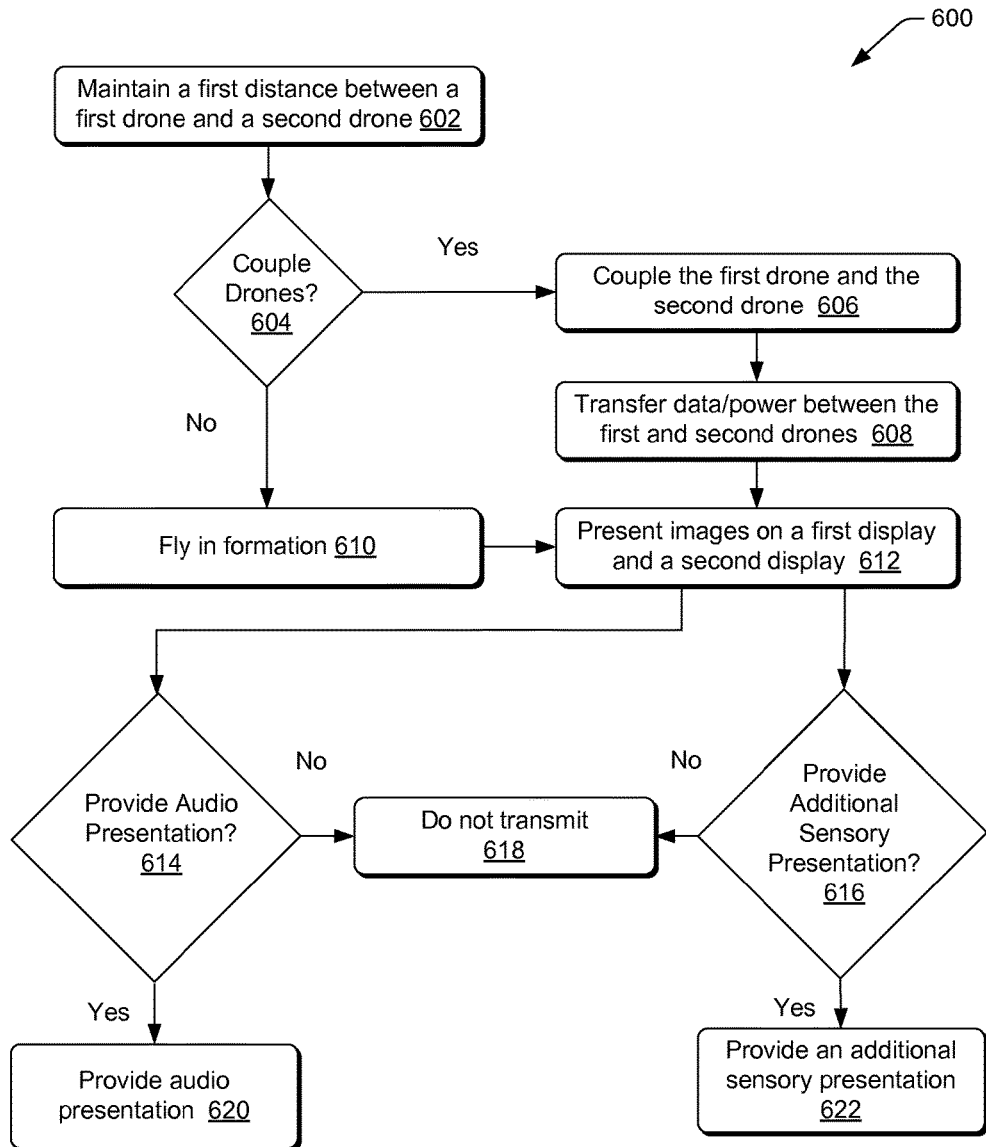 600
Maintain a first distance between a
first drone and a second drone 602
Couple
Drones?
604
Yes
Couple the first drone and the
second drone 606
No
Transfer data/power between the
first and second drones 608
Fly in formation 610
Present images on a first display
and a second display 612
Provide Audio
Presentation?
614
No
Do not transmit
618
No
Provide
Additional
Sensory
Presentation?
616
Yes
Provide audio
presentation 620
Yes
Provide an additional
sensory presentation
622